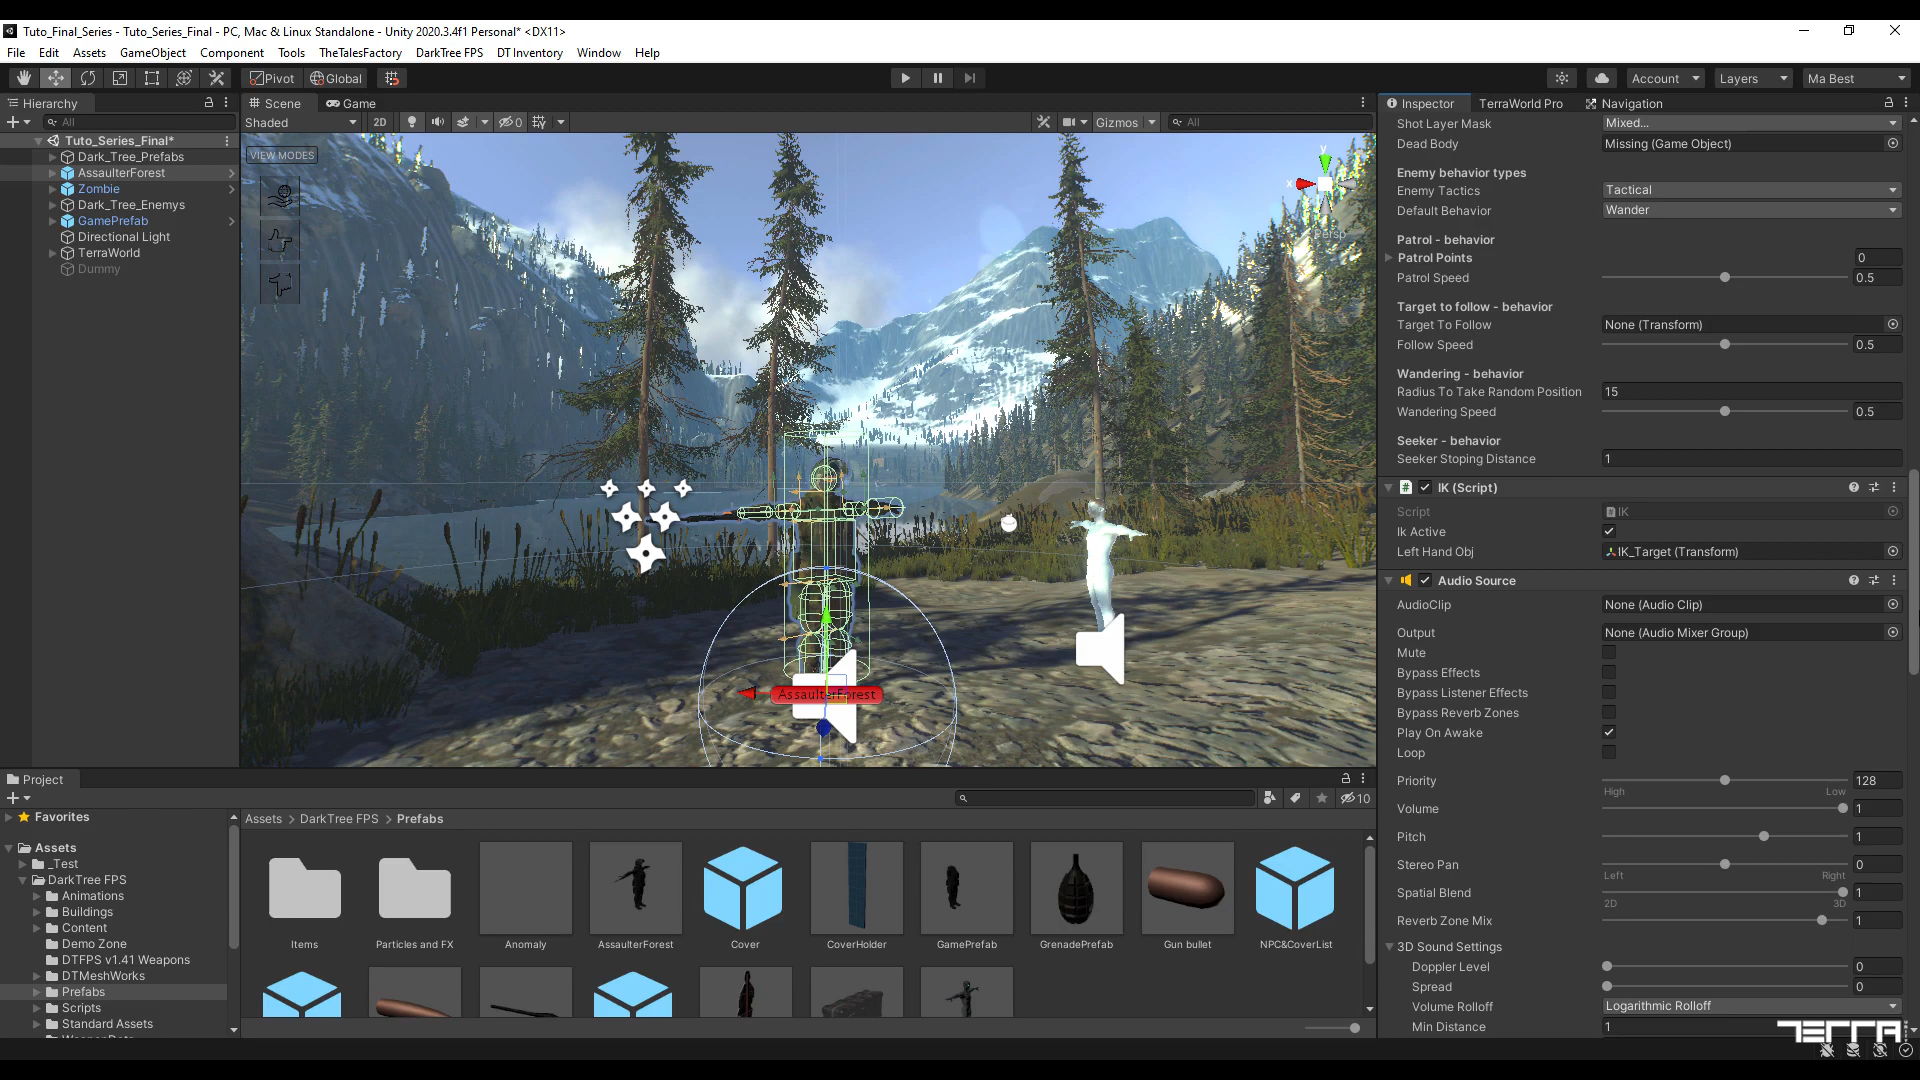 Tuto_Final_Series - Tuto_Series_Final - PC, Mac & Linux Standalone - Unity 2020.3.4f1 Personal* <DX11>
File Edit Assets GameObject Component Tools TheTalesFactory DarkTree FPS DT Inventory Window Help
Pivot Global Account Layers Ma Best
Hierarchy
All
Tuto_Series_Final*
Dark_Tree_Prefabs
AssaulterForest
Zombie
Dark_Tree_Enemys
GamePrefab
Directional Light
TerraWorld
Dummy
Scene Game
Shaded 2D 0 Gizmos All
VIEW MODES
y
x
Persp
AssaulterForest
Inspector TerraWorld Pro Navigation
Shot Layer Mask Mixed...
Dead Body Missing (Game Object)
Enemy behavior types
Enemy Tactics Tactical
Default Behavior Wander
Patrol - behavior
Patrol Points 0
Patrol Speed 0.5
Target to follow - behavior
Target To Follow None (Transform)
Follow Speed 0.5
Wandering - behavior
Radius To Take Random Position 15
Wandering Speed 0.5
Seeker - behavior
Seeker Stoping Distance 1
# IK (Script)
Script IK
Ik Active
Left Hand Obj IK_Target (Transform)
Audio Source
AudioClip None (Audio Clip)
Output None (Audio Mixer Group)
Mute
Bypass Effects
Bypass Listener Effects
Bypass Reverb Zones
Play On Awake
Loop
Priority 128
High Low
Volume 1
Pitch 1
Stereo Pan 0
Left Right
Spatial Blend 1
2D 3D
Reverb Zone Mix 1
3D Sound Settings
Doppler Level 0
Spread 0
Volume Rolloff Logarithmic Rolloff
Min Distance 1
TERRA
Project
10
Favorites
Assets
_Test
DarkTree FPS
Animations
Buildings
Content
Demo Zone
DTFPS v1.41 Weapons
DTMeshWorks
Prefabs
Scripts
Standard Assets
Assets > DarkTree FPS > Prefabs
Items Particles and FX Anomaly AssaulterForest Cover CoverHolder GamePrefab GrenadePrefab Gun bullet NPC&CoverList